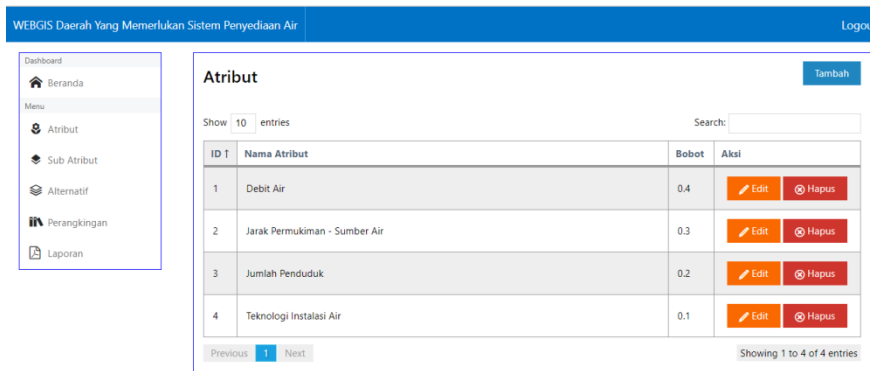 WEBGIS Daerah Yang Memerlukan Sistem Penyediaan Air
Dashboard
Beranda
Menu
Atribut
Sub Atribut
Alternatif
Perangkingan
Laporan
Atribut
Tambah
Show 10 entries
Search:
ID ↑ Nama Atribut Bobot Aksi
1 Debit Air 0.4 Edit Hapus
2 Jarak Permukiman - Sumber Air 0.3 Edit Hapus
3 Jumlah Penduduk 0.2 Edit Hapus
4 Teknologi Instalasi Air 0.1 Edit Hapus
Previous 1 Next
Showing 1 to 4 of 4 entries